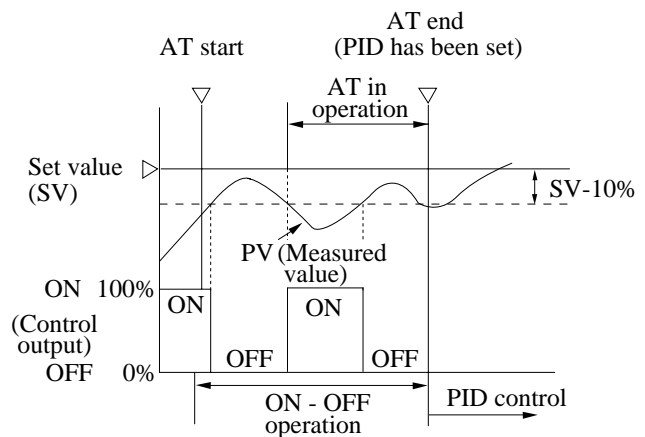 AT end
(PID has been set)
AT start
AT in
operation
Set value
(SV)
SV-10%
PV (Measured
value)
ON 100%
ON
ON
(Control
output)
OFF
OFF
OFF 0%
ON - OFF
operation
PID control